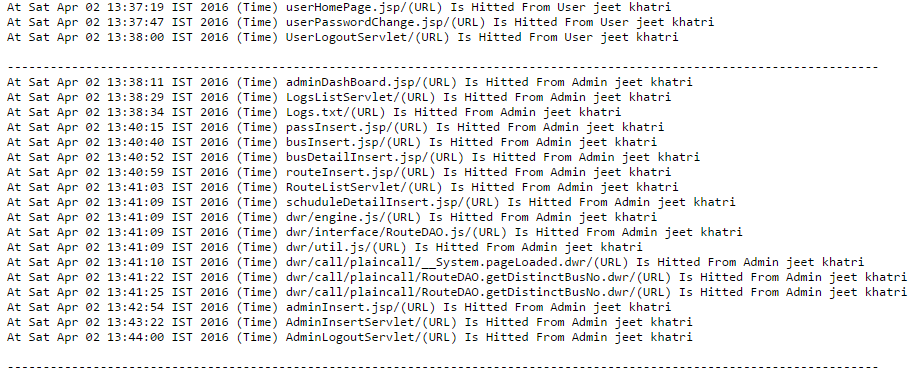 At Sat Apr 02 13:37:19 IST 2016 (Time) userHomePage.jsp/(URL) Is Hitted From User jeet khatri
At Sat Apr 02 13:37:47 IST 2016 (Time) userPasswordChange.jsp/(URL) Is Hitted From User jeet khatri
At Sat Apr 02 13:38:00 IST 2016 (Time) UserLogoutServlet/(URL) Is Hitted From User jeet khatri
-------------------------------------------------------------------------------------------------------------------------
At Sat Apr 02 13:38:11 IST 2016 (Time) adminDashBoard.jsp/(URL) Is Hitted From Admin jeet khatri
At Sat Apr 02 13:38:29 IST 2016 (Time) LogsListServlet/(URL) Is Hitted From Admin jeet khatri
At Sat Apr 02 13:38:34 IST 2016 (Time) Logs.txt/(URL) Is Hitted From Admin jeet khatri
At Sat Apr 02 13:40:15 IST 2016 (Time) passInsert.jsp/(URL) Is Hitted From Admin jeet khatri
At Sat Apr 02 13:40:40 IST 2016 (Time) busInsert.jsp/(URL) Is Hitted From Admin jeet khatri
At Sat Apr 02 13:40:52 IST 2016 (Time) busDetailInsert.jsp/(URL) Is Hitted From Admin jeet khatri
At Sat Apr 02 13:40:59 IST 2016 (Time) routeInsert.jsp/(URL) Is Hitted From Admin jeet khatri
At Sat Apr 02 13:41:03 IST 2016 (Time) RouteListServlet/(URL) Is Hitted From Admin jeet khatri
At Sat Apr 02 13:41:09 IST 2016 (Time) schuduleDetailInsert.jsp/(URL) Is Hitted From Admin jeet khatri
At Sat Apr 02 13:41:09 IST 2016 (Time) dwr/engine.js/(URL) Is Hitted From Admin jeet khatri
At Sat Apr 02 13:41:09 IST 2016 (Time) dwr/interface/RouteDAO.js/(URL) Is Hitted From Admin jeet khatri
At Sat Apr 02 13:41:09 IST 2016 (Time) dwr/util.js/(URL) Is Hitted From Admin jeet khatri
At Sat Apr 02 13:41:10 IST 2016 (Time) dwr/call/plaincall/__System.pageLoaded.dwr/(URL) Is Hitted From Admin jeet khatri
At Sat Apr 02 13:41:22 IST 2016 (Time) dwr/call/plaincall/RouteDAO.getDistinctBusNo.dwr/(URL) Is Hitted From Admin jeet khatri
At Sat Apr 02 13:41:25 IST 2016 (Time) dwr/call/plaincall/RouteDAO.getDistinctBusNo.dwr/(URL) Is Hitted From Admin jeet khatri
At Sat Apr 02 13:42:54 IST 2016 (Time) adminInsert.jsp/(URL) Is Hitted From Admin jeet khatri
At Sat Apr 02 13:43:22 IST 2016 (Time) AdminInsertServlet/(URL) Is Hitted From Admin jeet khatri
At Sat Apr 02 13:44:00 IST 2016 (Time) AdminLogoutServlet/(URL) Is Hitted From Admin jeet khatri
-------------------------------------------------------------------------------------------------------------------------